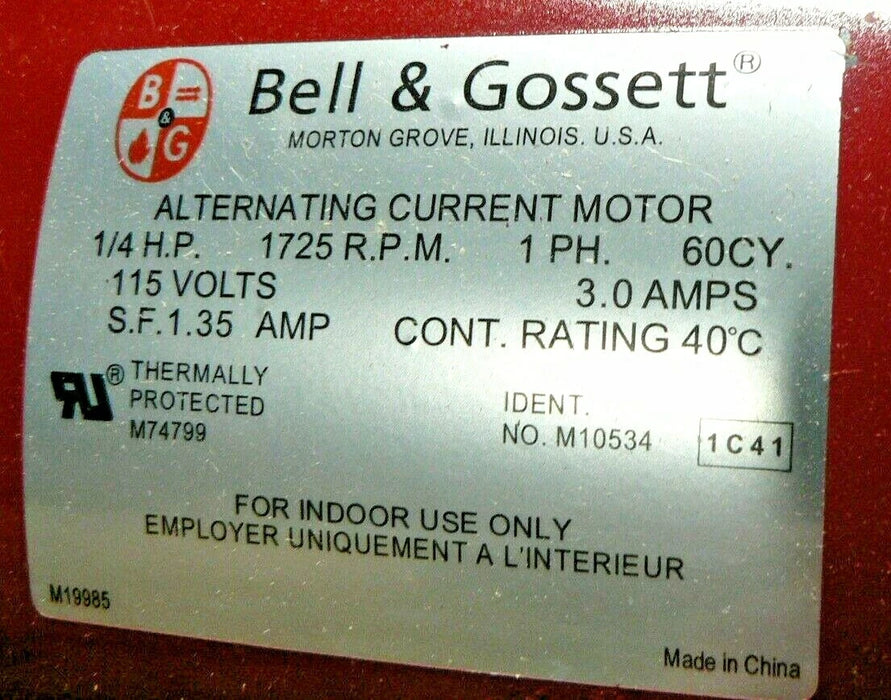 B & G
Bell & Gossett®
MORTON GROVE, ILLINOIS. U.S.A.
ALTERNATING CURRENT MOTOR
1/4 H.P. 1725 R.P.M. 1 PH. 60CY.
115 VOLTS 3.0 AMPS
S.F.1.35 AMP CONT. RATING 40°C
RU® THERMALLY
PROTECTED IDENT.
M74799 NO. M10534 1C41
FOR INDOOR USE ONLY
EMPLOYER UNIQUEMENT A L'INTERIEUR
M19985
Made in China